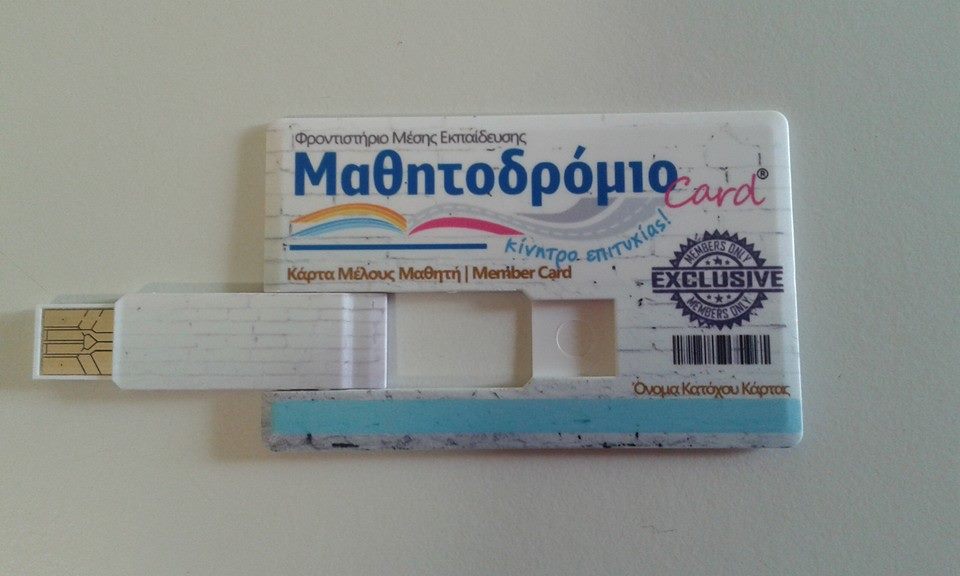 Φροντιστήριο Μέσης Εκπαίδευσης
Μαθητοδρόμιο
Card®
κίνητρο επιτυχίας!
Κάρτα Μέλους Μαθητή | Member Card
MEMBERS ONLY
EXCLUSIVE
MEMBERS ONLY
Όνομα Κατόχου Κάρτας